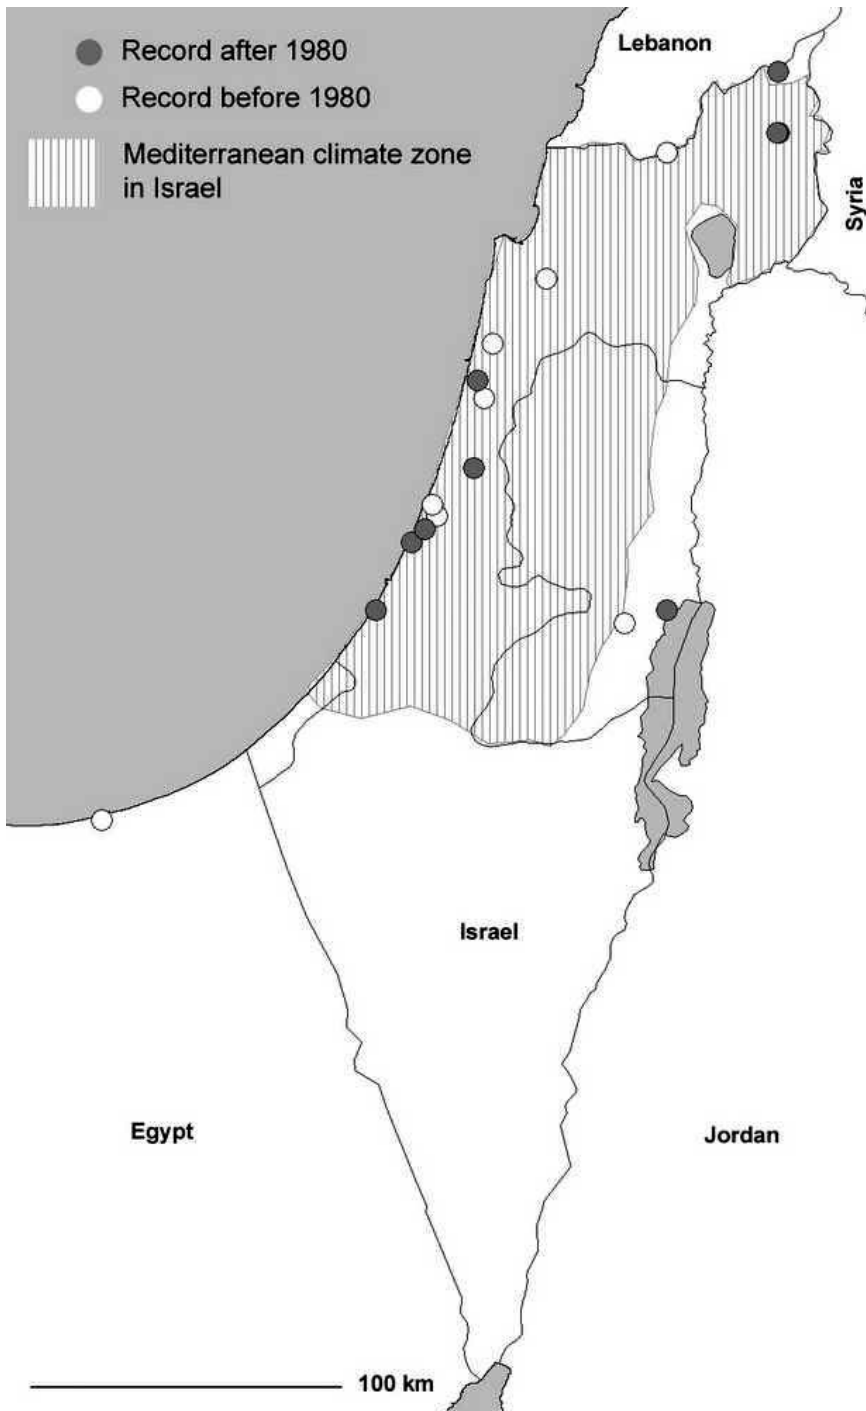 Record after 1980
Record before 1980
Mediterranean climate zone
in Israel
Lebanon
Syria
Israel
Egypt
Jordan
100 km